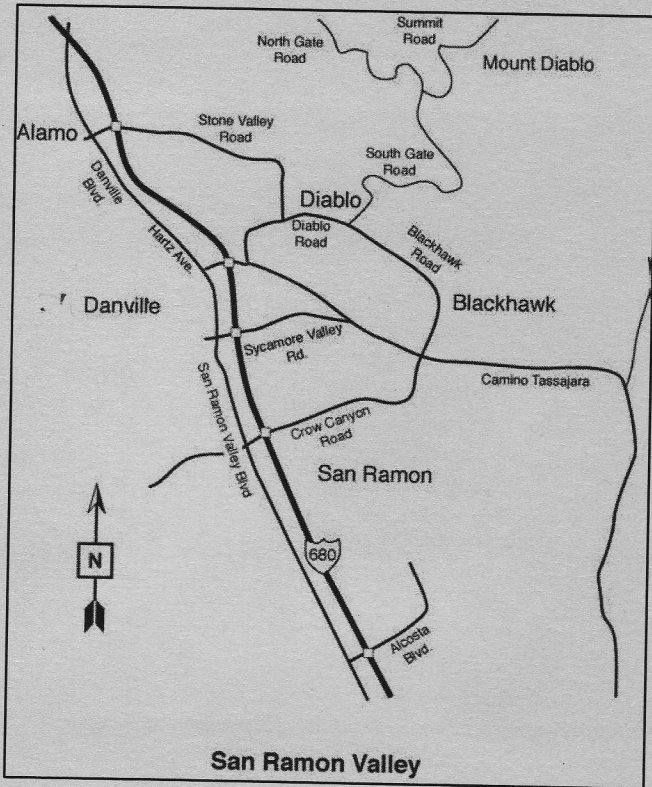 Summit
Road
North Gate
Road
Mount Diablo
Stone Valley
Road
Alamo
South Gate
Road
Danville
Blvd.
Diablo
Diablo
Road
Hartz Ave.
Blackhawk
Road
Danville
Blackhawk
Sycamore Valley
Rd.
Camino Tassajara
San Ramon Valley Blvd
Crow Canyon
Road
San Ramon
N
680
Alcosta
Blvd.
San Ramon Valley